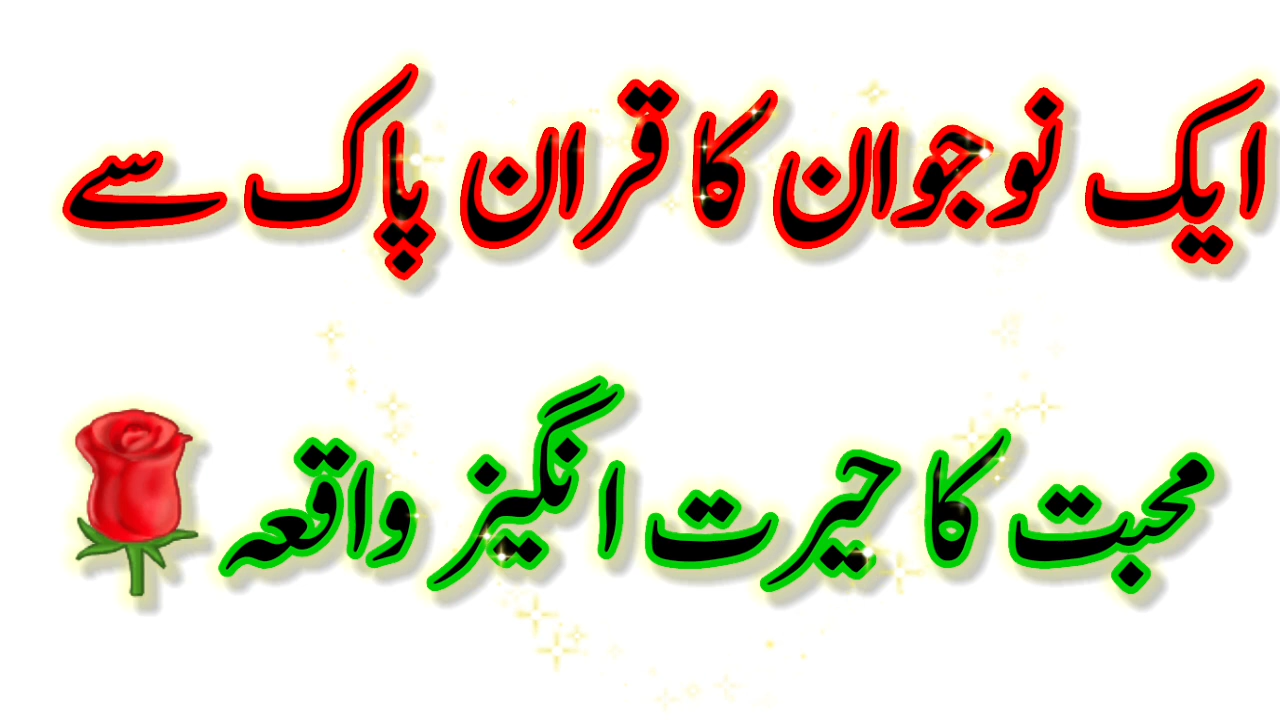 ایک نوجوان کا قران پاک سے
محبت کا حیرت انگیز واقعہ